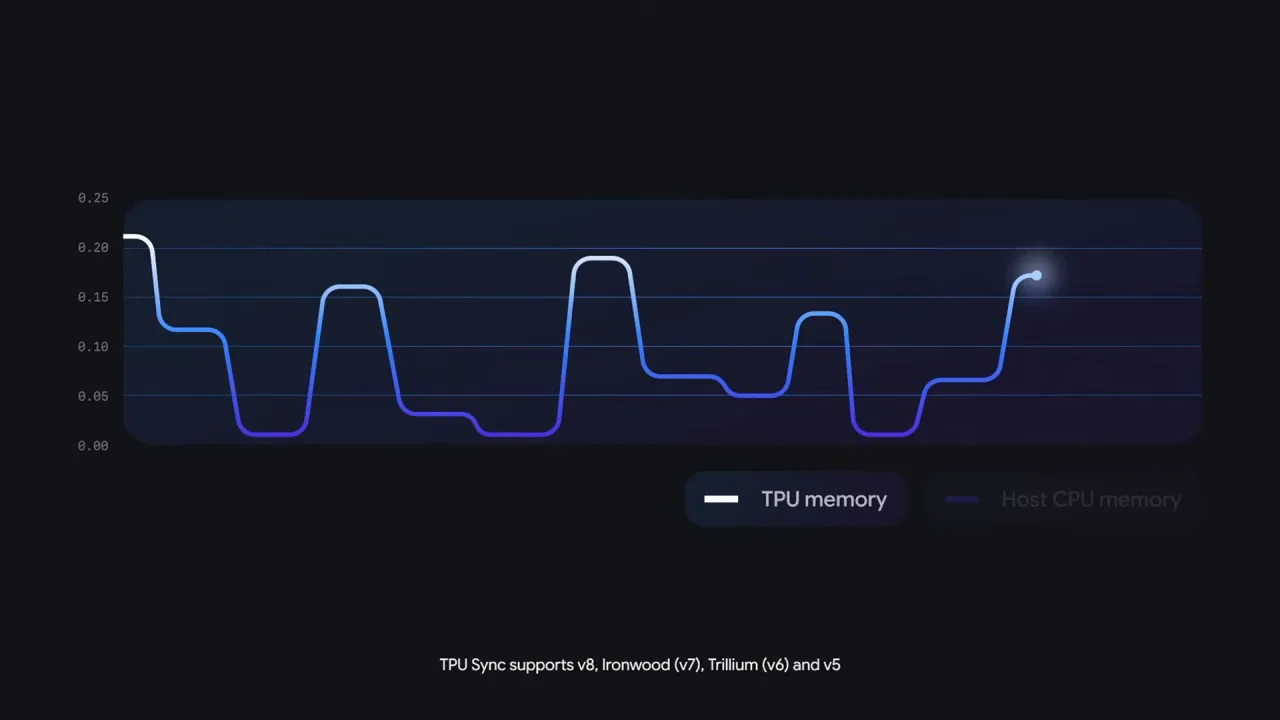 0.25
0.20
0.15
0.10
0.05
0.00
TPU memory
Host CPU memory
TPU Sync supports v8, Ironwood (v7), Trillium (v6) and v5